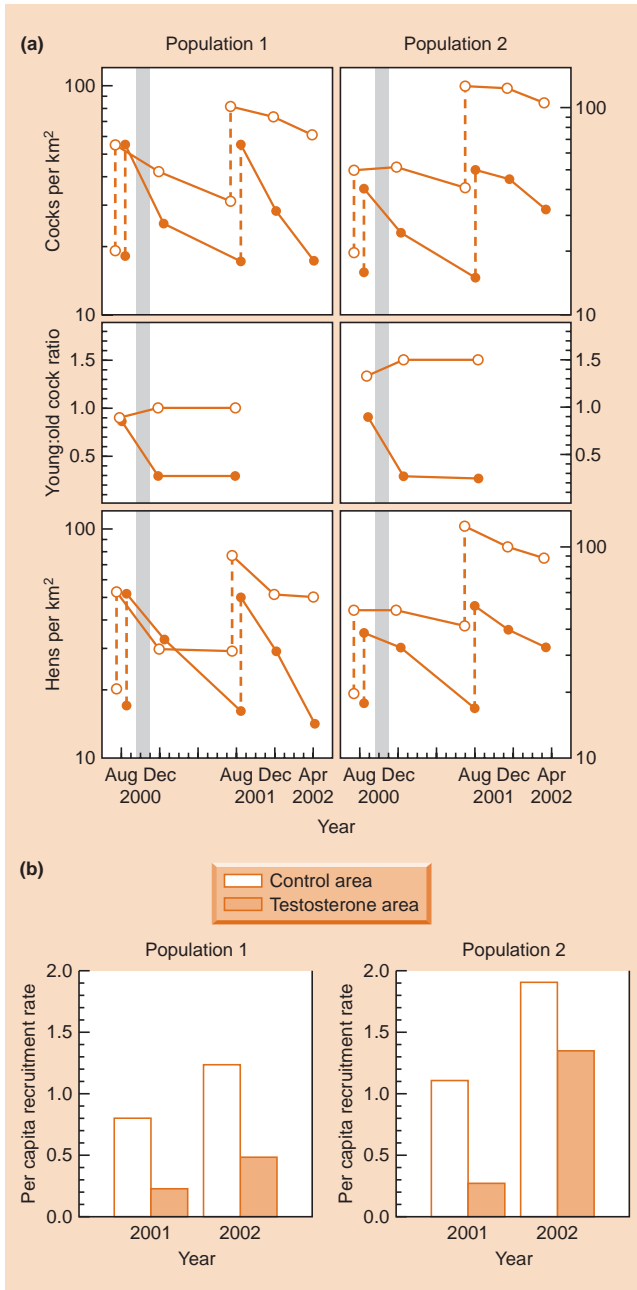 (a)
Population 1
Population 2
Cocks per km2
100
10
100
10
Young:old cock ratio
1.5
1.0
0.5
1.5
1.0
0.5
Hens per km2
100
10
100
10
Aug Dec
2000
Aug Dec
2001
Apr
2002
Aug Dec
2000
Aug Dec
2001
Apr
2002
Year
(b)
Control area
Testosterone area
Population 1
Per capita recruitment rate
2.0
1.5
1.0
0.5
0.0
2001
2002
Year
Population 2
Per capita recruitment rate
2.0
1.5
1.0
0.5
0.0
2001
2002
Year